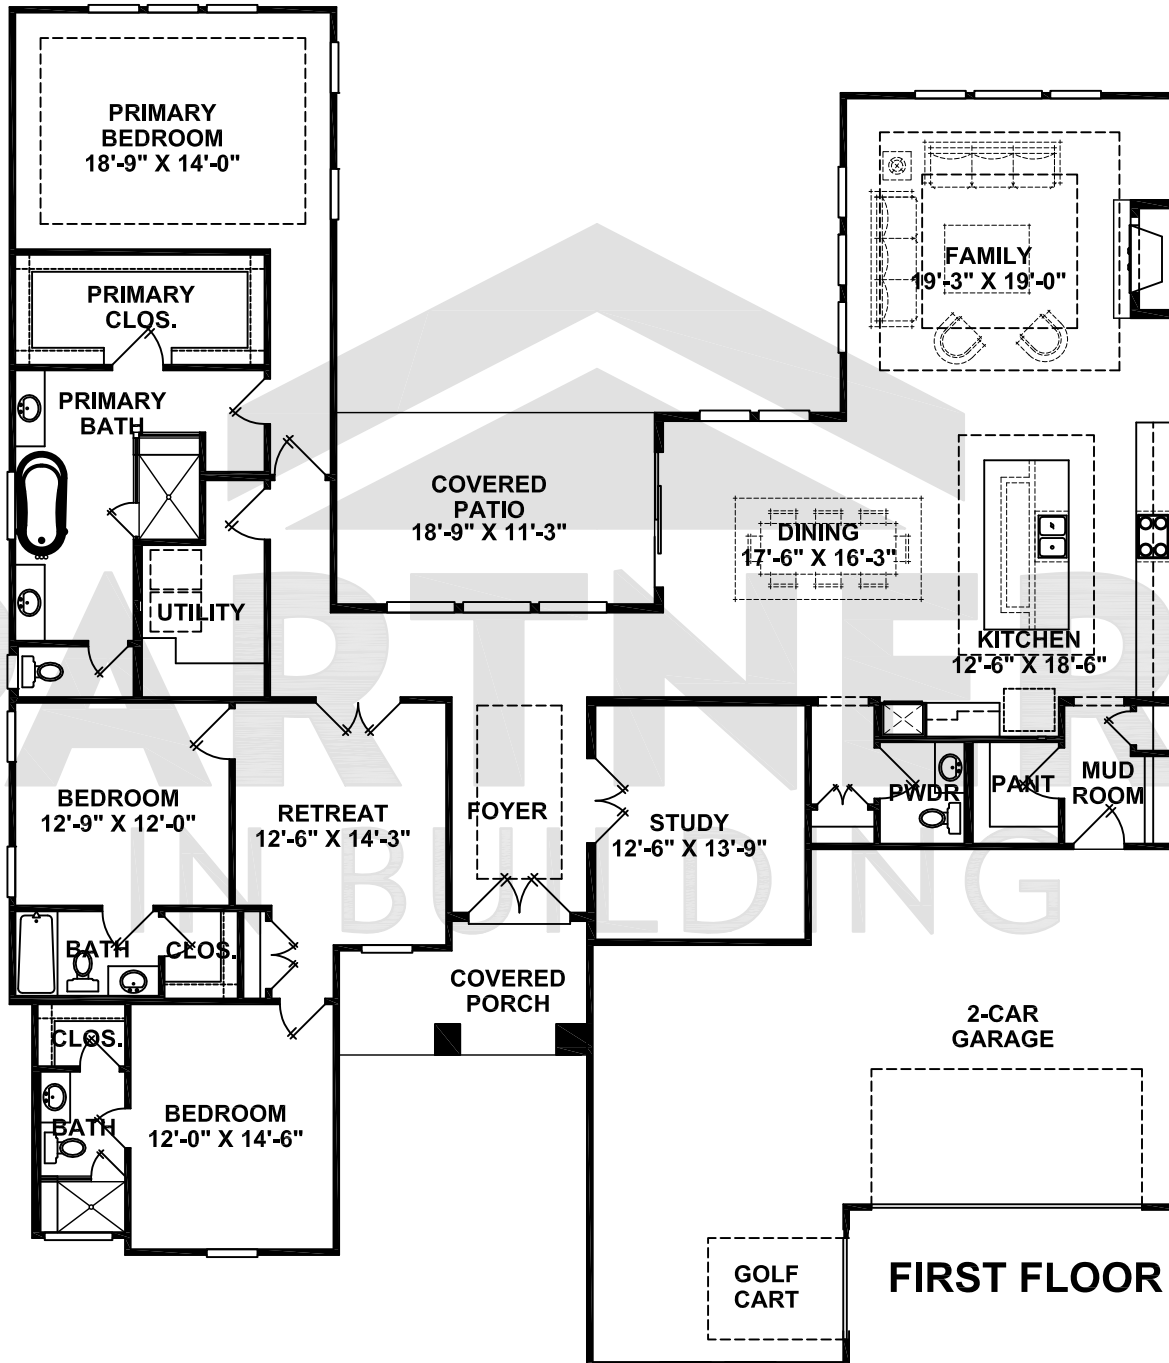 PRIMARY
BEDROOM
18'-9" X 14'-0"
FAMILY
19'-3" X 19'-0"
PRIMARY
CLOS.
PRIMARY
BATH
COVERED
PATIO
18'-9" X 11'-3"
DINING
17'-6" X 16'-3"
UTILITY
KITCHEN
12'-6" X 18'-6"
ARTNER
IN BUILDING
BEDROOM
12'-9" X 12'-0"
RETREAT
12'-6" X 14'-3"
FOYER
STUDY
12'-6" X 13'-9"
PWDR
PANT
MUD
ROOM
BATH
CLOS.
COVERED
PORCH
2-CAR
GARAGE
CLOS.
BATH
BEDROOM
12'-0" X 14'-6"
GOLF
CART
FIRST FLOOR